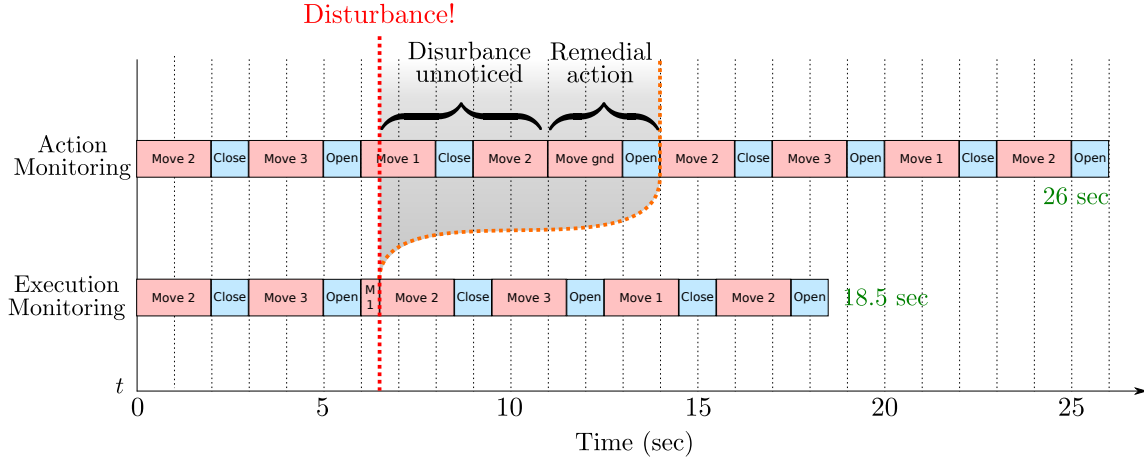 Disturbance!
Disurbance
unnoticed
Remedial
action
Action
Monitoring
Move 2 Close Move 3 Open Move 1 Close Move 2 Move gnd Open Move 2 Close Move 3 Open Move 1 Close Move 2 Open
26 sec
Execution
Monitoring
Move 2 Close Move 3 Open M
1 Move 2 Close Move 3 Open Move 1 Close Move 2 Open
18.5 sec
t
0 5 10 15 20 25
Time (sec)